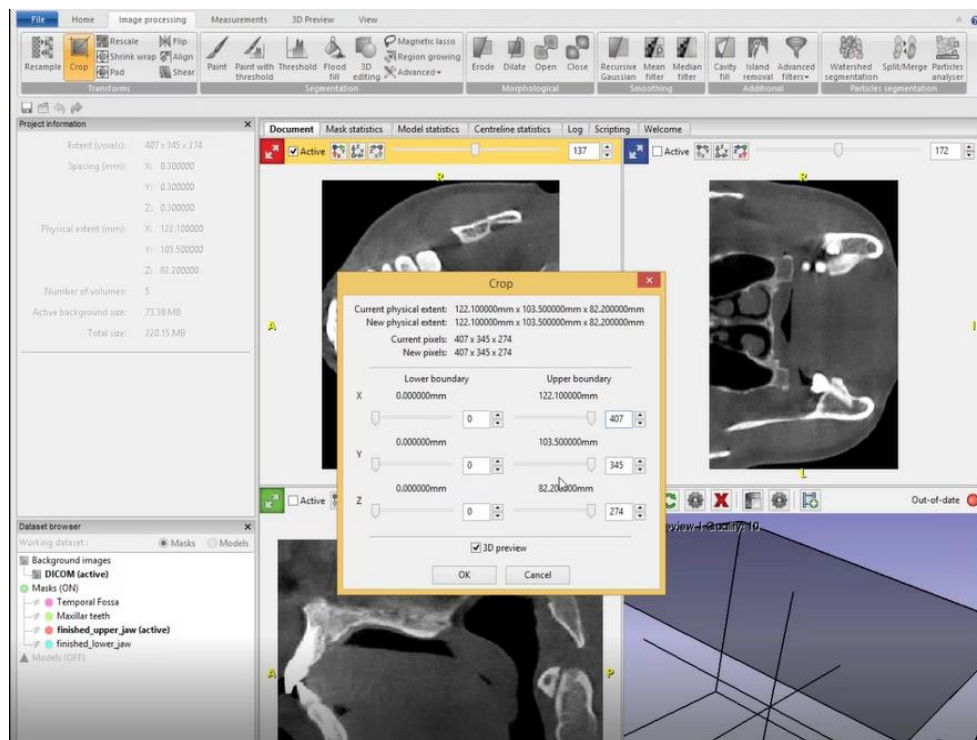 File Home Image processing Measurements 3D Preview View
Resample Crop Rescale Shrink wrap Pad Flip Align Shear
Paint Paint with threshold Threshold Flood fill 3D editing Magnetic lasso Region growing Advanced
Erode Dilate Open Close
Recursive Gaussian Mean filter Median filter
Cavity fill Island removal Advanced filters
Watershed segmentation Split/Merge Particles analyser
Transforms Segmentation Morphological Smoothing Additional Particles segmentation
Project information
Extent (voxels): 407 x 345 x 274
Spacing (mm): X: 0.300000
Y: 0.300000
Z: 0.300000
Physical extent (mm): X: 122.100000
Y: 103.500000
Z: 82.200000
Number of volumes: 5
Active background size: 73.38 MB
Total size: 220.15 MB
Document Mask statistics Model statistics Centreline statistics Log Scripting Welcome
Active 137
Active 172
R
R
A
L
Crop
Current physical extent: 122.100000mm x 103.500000mm x 82.200000mm
New physical extent: 122.100000mm x 103.500000mm x 82.200000mm
Current pixels: 407 x 345 x 274
New pixels: 407 x 345 x 274
Lower boundary Upper boundary
X 0.000000mm 122.100000mm
0 407
Y 0.000000mm 103.500000mm
0 345
Z 0.000000mm 82.200000mm
0 274
3D preview
OK Cancel
Active
Out-of-date
Dataset browser
Working dataset: Masks Models
Background images
DICOM (active)
Masks (ON)
Temporal Fossa
Maxillar teeth
finished_upper_jaw (active)
finished_lower_jaw
Models (OFF)
A
P